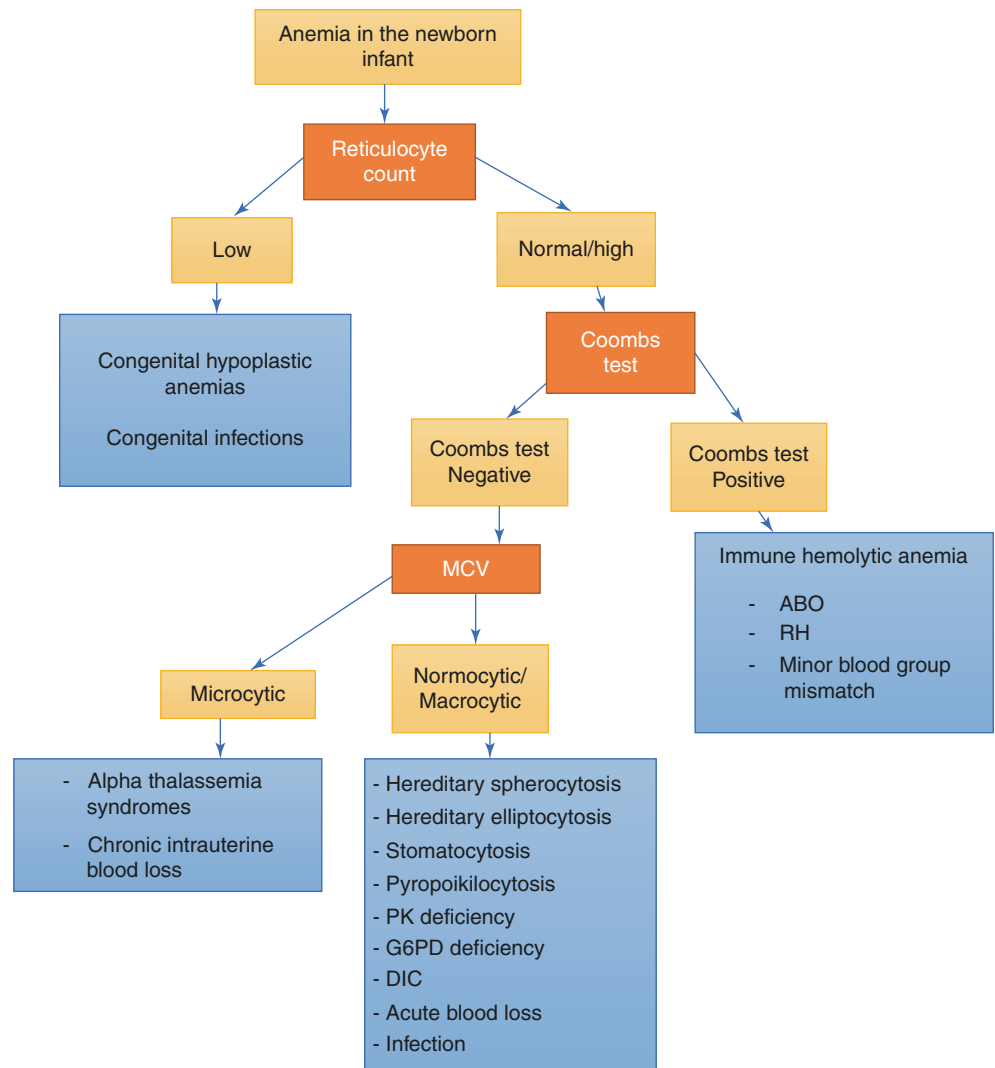 Anemia in the newborn
infant
Reticulocyte
count
Low
Normal/high
Congenital hypoplastic
anemias
Congenital infections
Coombs
test
Coombs test
Negative
Coombs test
Positive
MCV
Immune hemolytic anemia
- ABO
- RH
- Minor blood group
mismatch
Microcytic
Normocytic/
Macrocytic
- Alpha thalassemia
syndromes
- Chronic intrauterine
blood loss
- Hereditary spherocytosis
- Hereditary elliptocytosis
- Stomatocytosis
- Pyropoikilocytosis
- PK deficiency
- G6PD deficiency
- DIC
- Acute blood loss
- Infection